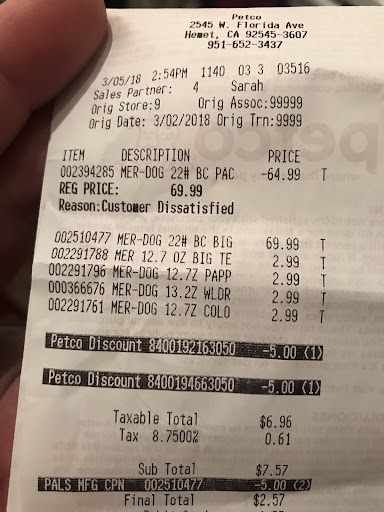 Petco
2545 W. Florida Ave
Hemet, CA 92545-3607
951-652-3437
3/05/18 2:54PM 1140 03 3 03516
Sales Partner: 4 Sarah
Orig Store:9 Orig Assoc:99999
Orig Date: 3/02/2018 Orig Trn:9999
ITEM DESCRIPTION PRICE
002394285 MER-DOG 22# BC PAC -64.99 T
REG PRICE: 69.99
Reason:Customer Dissatisfied
002510477 MER-DOG 22# BC BIG 69.99 T
002291788 MER 12.7 OZ BIG TE 2.99 T
002291796 MER-DOG 12.7Z PAPP 2.99 T
000366676 MER-DOG 13.2Z WLDR 2.99 T
002291761 MER-DOG 12.7Z COLO 2.99 T
Petco Discount 8400192163050 -5.00 (1)
Petco Discount 8400194663050 -5.00 (1)
Taxable Total $6.96
Tax 8.7500% 0.61
Sub Total $7.57
PALS MFG CPN 002510477 -5.00 (2)
Final Total $2.57